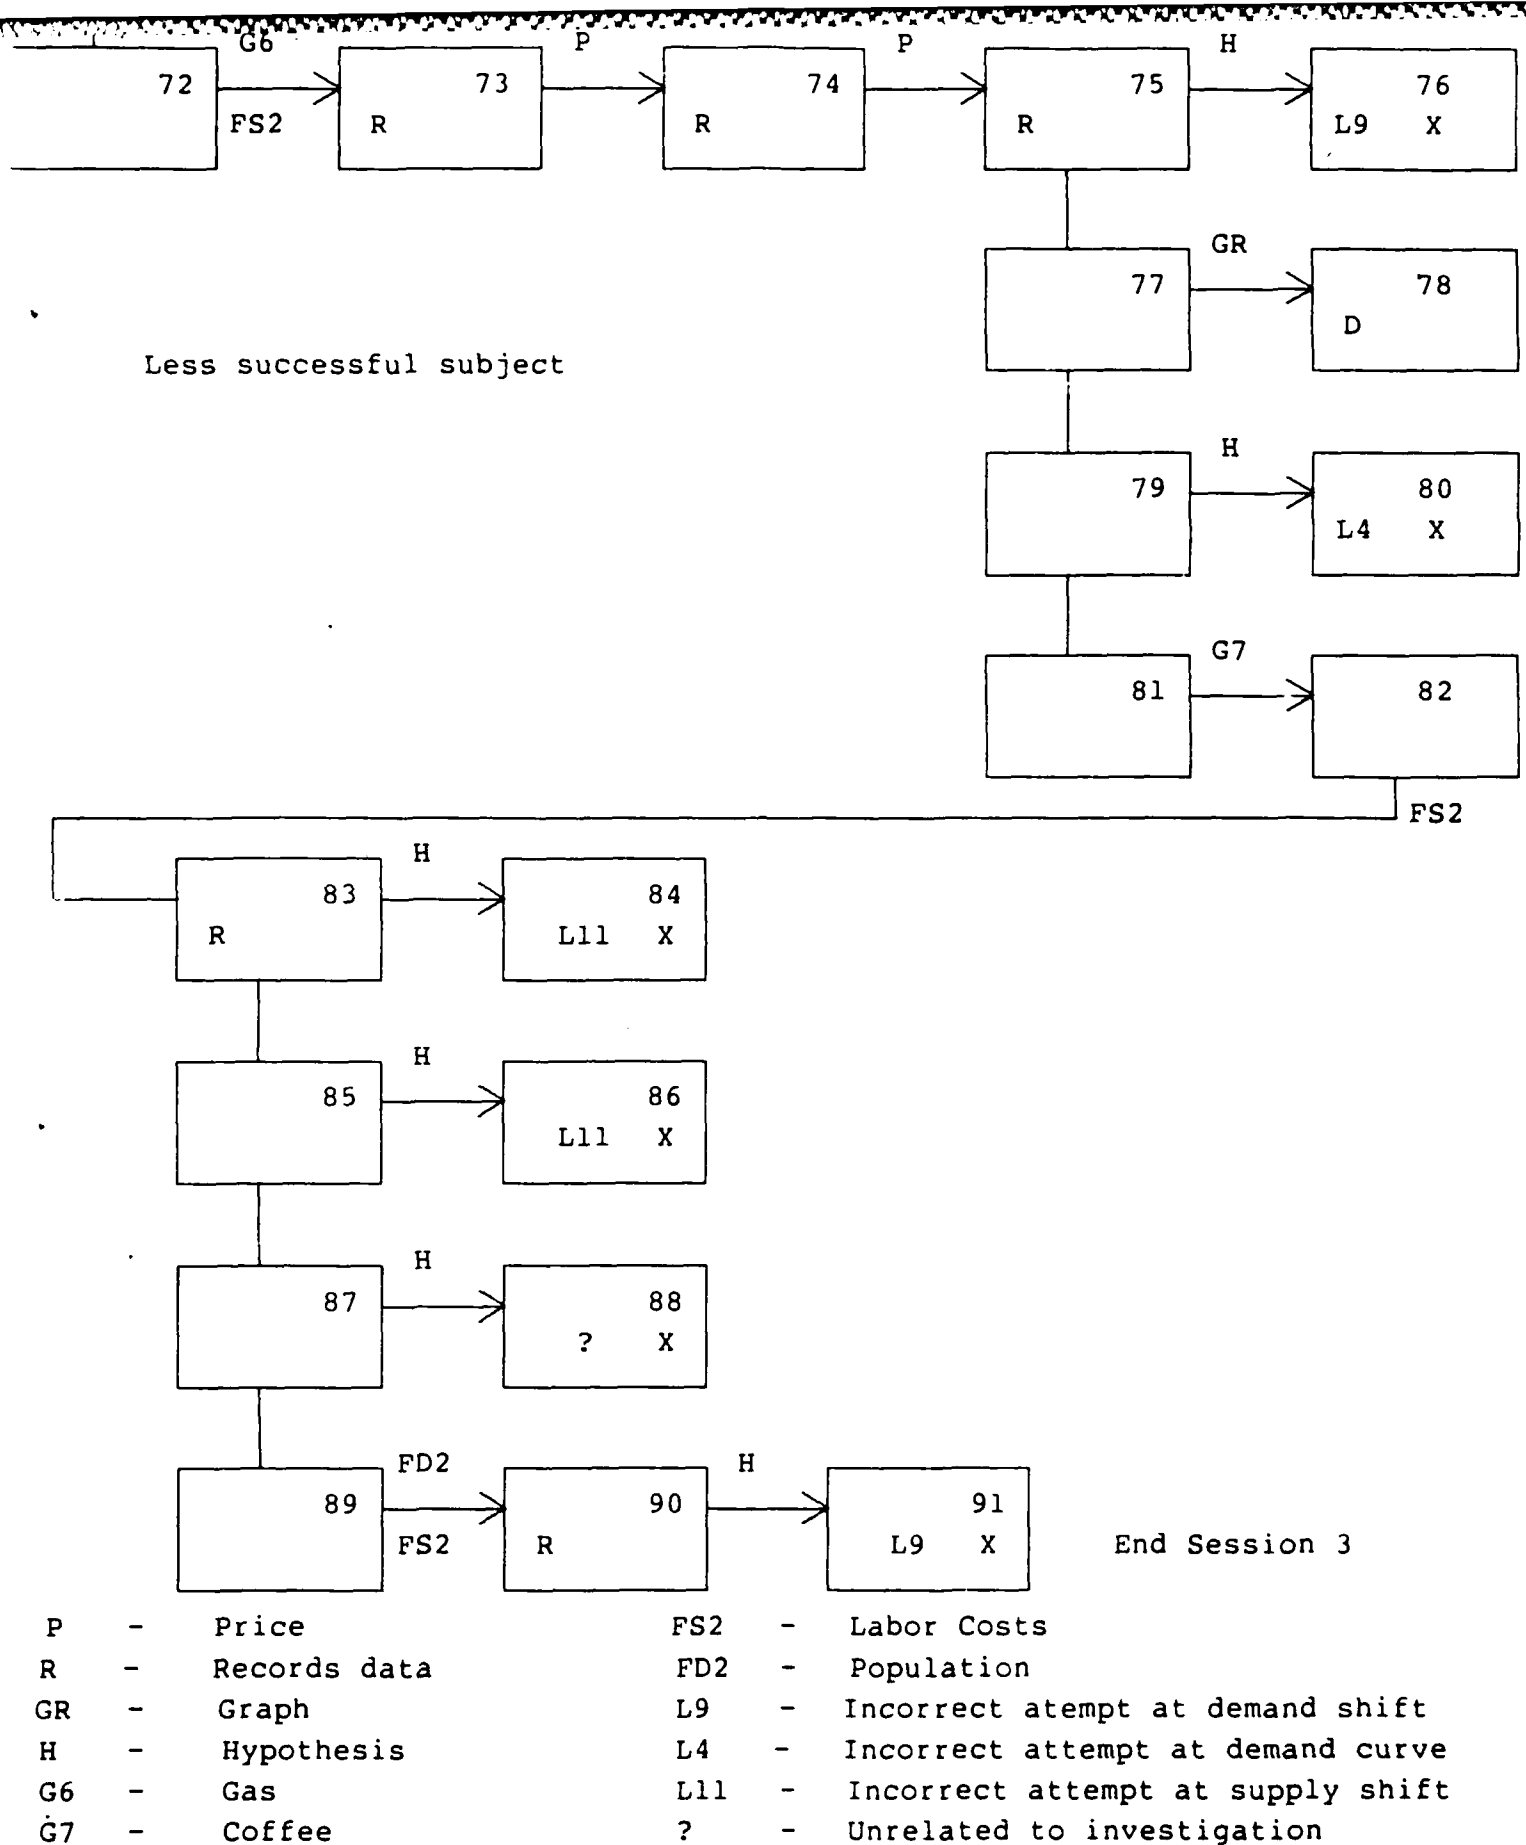 G6 P P H
72 73 74 75 76
FS2 R R R L9 X
GR
77 78
D
Less successful subject
H
79 80
L4 X
G7
81 82
FS2
H
83 84
R L11 X
H
85 86
L11 X
H
87 88
? X
FD2 H
89 90 91
FS2 R L9 X End Session 3
P - Price FS2 - Labor Costs
R - Records data FD2 - Population
GR - Graph L9 - Incorrect atempt at demand shift
H - Hypothesis L4 - Incorrect attempt at demand curve
G6 - Gas L11 - Incorrect attempt at supply shift
G7 - Coffee ? - Unrelated to investigation